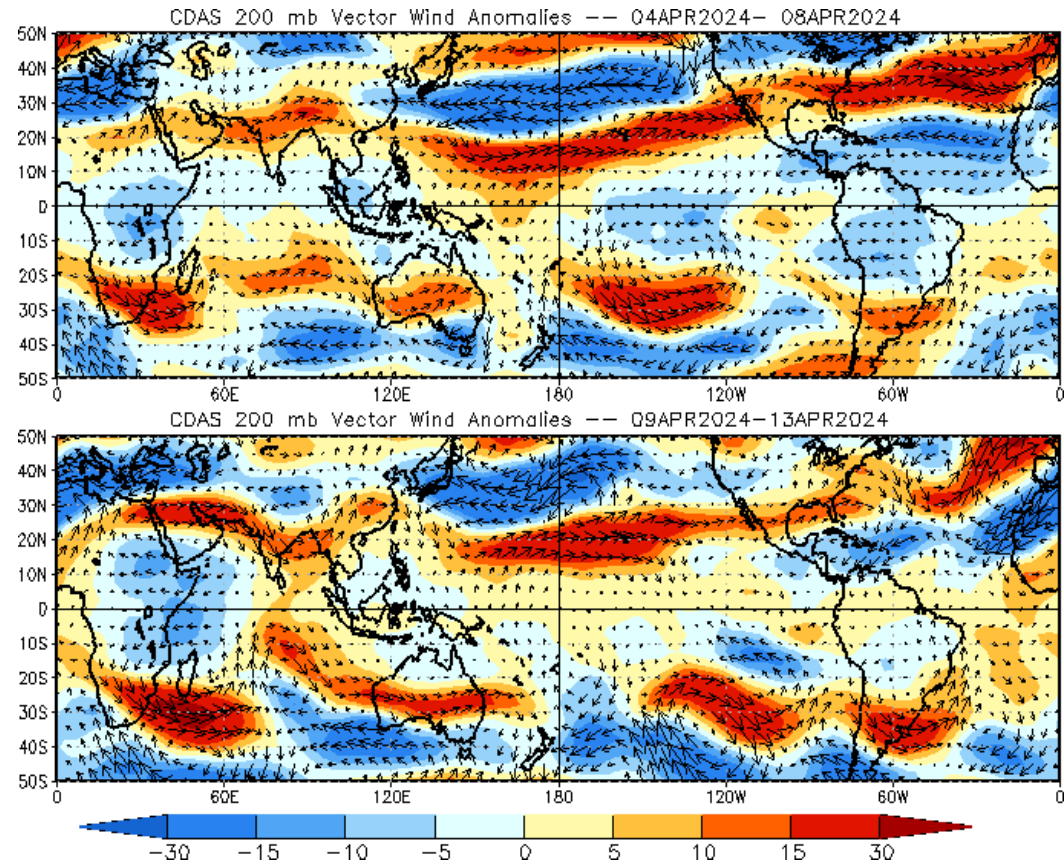 CDAS 200 mb Vector Wind Anomalies -- 04APR2024- 08APR2024
50N
40N
30N
20N
10N
0
10S
20S
30S
40S
50S
0 60E 120E 180 120W 60W 0
CDAS 200 mb Vector Wind Anomalies -- 09APR2024-13APR2024
50N
40N
30N
20N
10N
0
10S
20S
30S
40S
50S
0 60E 120E 180 120W 60W 0
-30 -15 -10 -5 0 5 10 15 30